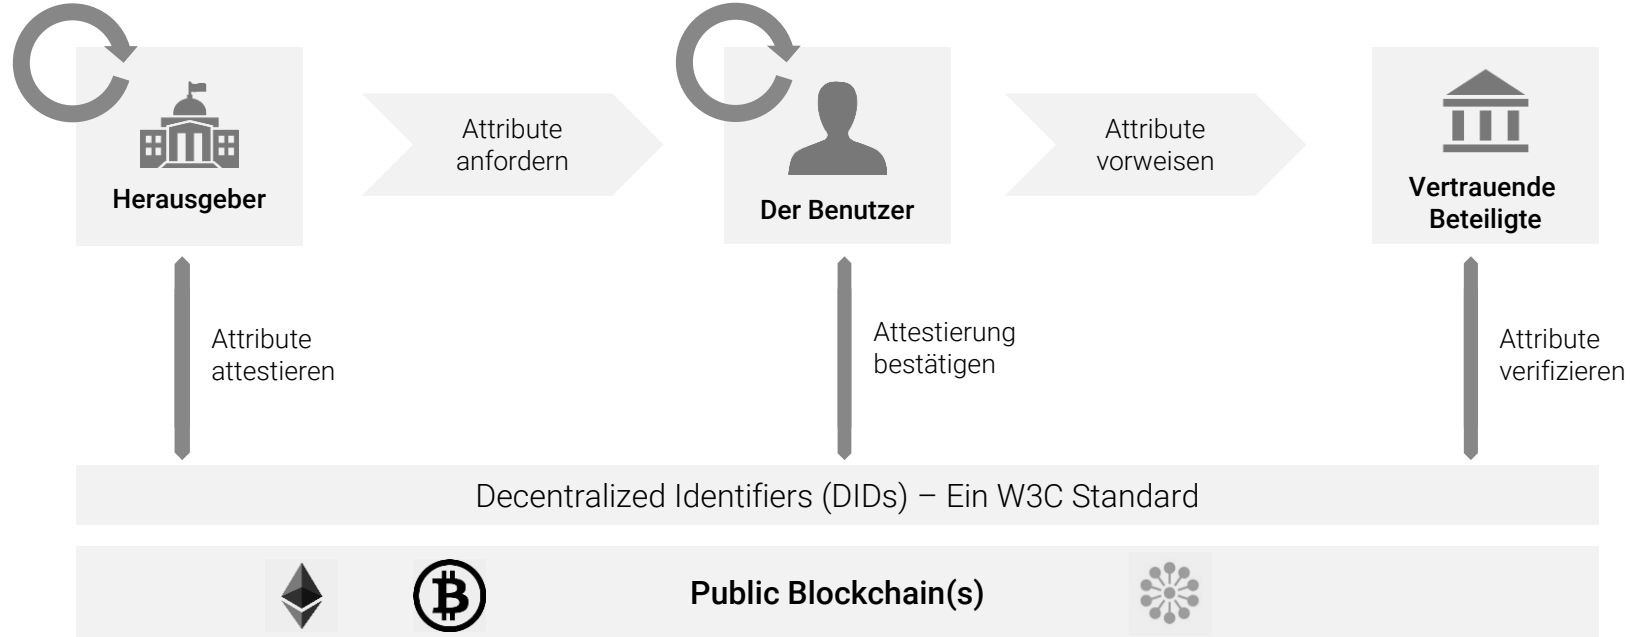 Herausgeber
Attribute
anfordern
Der Benutzer
Attribute
vorweisen
Vertrauende
Beteiligte
Attribute
attestieren
Attestierung
bestätigen
Attribute
verifizieren
Decentralized Identifiers (DIDs) – Ein W3C Standard
Public Blockchain(s)